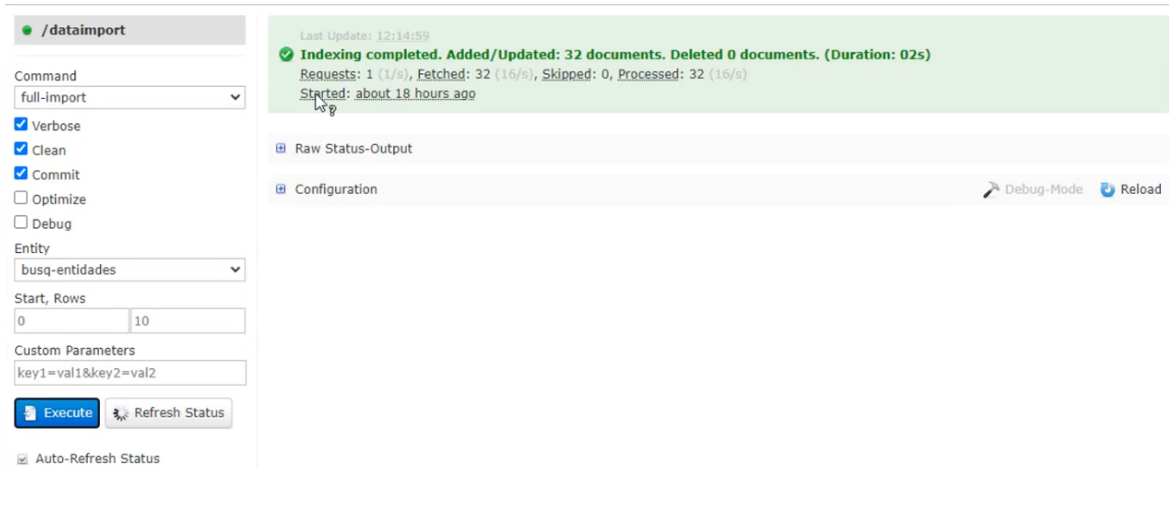 /dataimport
Command
full-import
Verbose
Clean
Commit
Optimize
Debug
Entity
busq-entidades
Start, Rows
0 10
Custom Parameters
key1=val1&key2=val2
Execute Refresh Status
Auto-Refresh Status
Last Update: 12:14:59
Indexing completed. Added/Updated: 32 documents. Deleted 0 documents. (Duration: 02s)
Requests: 1 (1/s), Fetched: 32 (16/s), Skipped: 0, Processed: 32 (16/s)
Started: about 18 hours ago
Raw Status-Output
Configuration Debug-Mode Reload